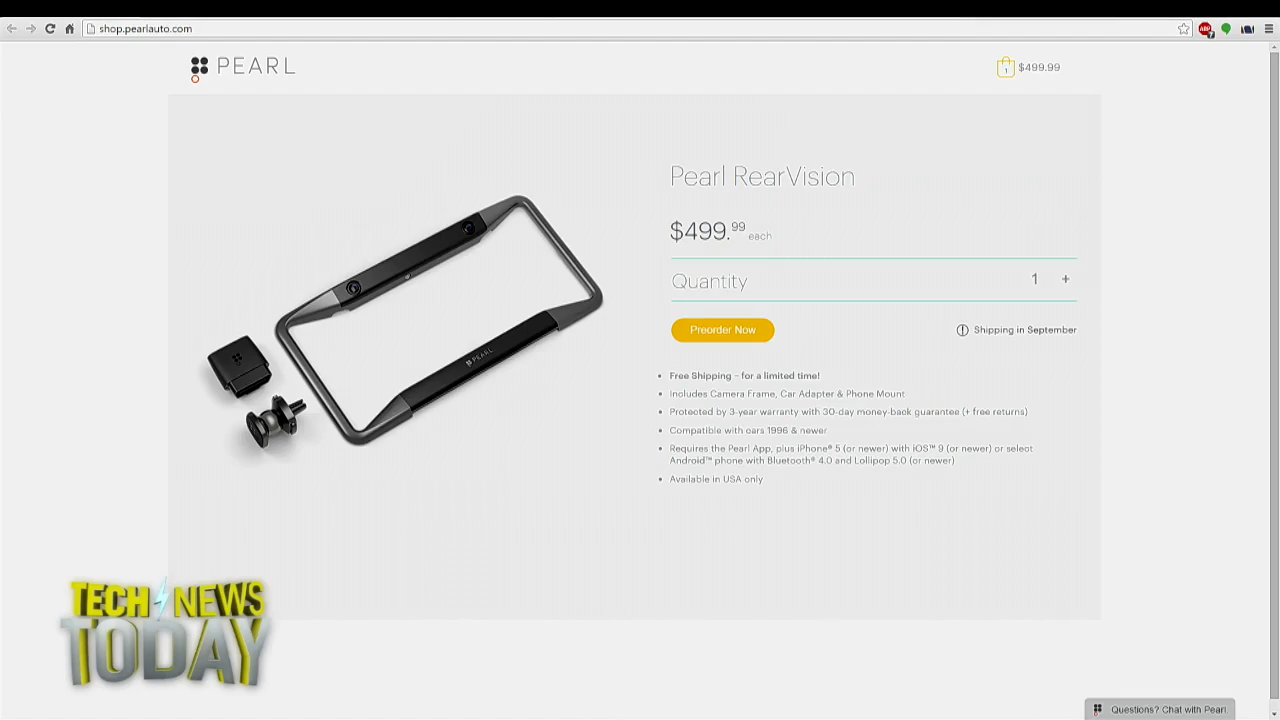 shop.pearlauto.com
ABP
PEARL
1
$499.99
Pearl RearVision
$499.99 each
Quantity
1 +
Preorder Now
Shipping in September
Free Shipping – for a limited time!
Includes Camera Frame, Car Adapter & Phone Mount
Protected by 3-year warranty with 30-day money-back guarantee (+ free returns)
Compatible with cars 1996 & newer
Requires the Pearl App, plus iPhone® 5 (or newer) with iOS™ 9 (or newer) or select
Android™ phone with Bluetooth® 4.0 and Lollipop 5.0 (or newer)
Available in USA only
PEARL
TECH NEWS
TODAY
Questions? Chat with Pearl.